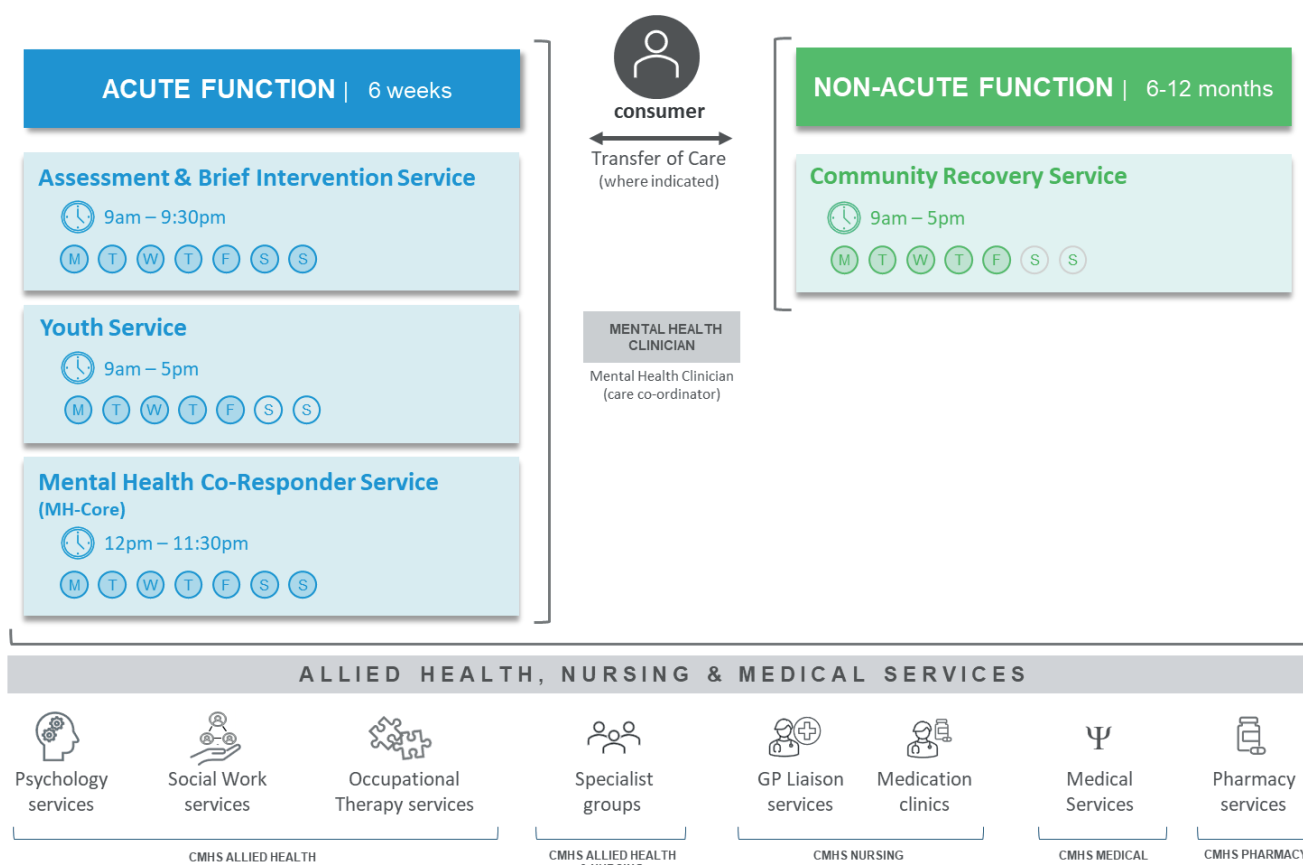 ACUTE FUNCTION | 6 weeks
Assessment & Brief Intervention Service
9am – 9:30pm
M T W T F S S
Youth Service
9am – 5pm
M T W T F S S
Mental Health Co-Responder Service
(MH-Core)
12pm – 11:30pm
M T W T F S S
consumer
Transfer of Care
(where indicated)
MENTAL HEALTH
CLINICIAN
Mental Health Clinician
(care co-ordinator)
NON-ACUTE FUNCTION | 6-12 months
Community Recovery Service
9am – 5pm
M T W T F S S
ALLIED HEALTH, NURSING & MEDICAL SERVICES
Psychology
services
Social Work
services
Occupational
Therapy services
Specialist
groups
GP Liaison
services
Medication
clinics
Ψ
Medical
Services
Pharmacy
services
CMHS ALLIED HEALTH
CMHS ALLIED HEALTH
& NURSING
CMHS NURSING
CMHS MEDICAL
CMHS PHARMACY